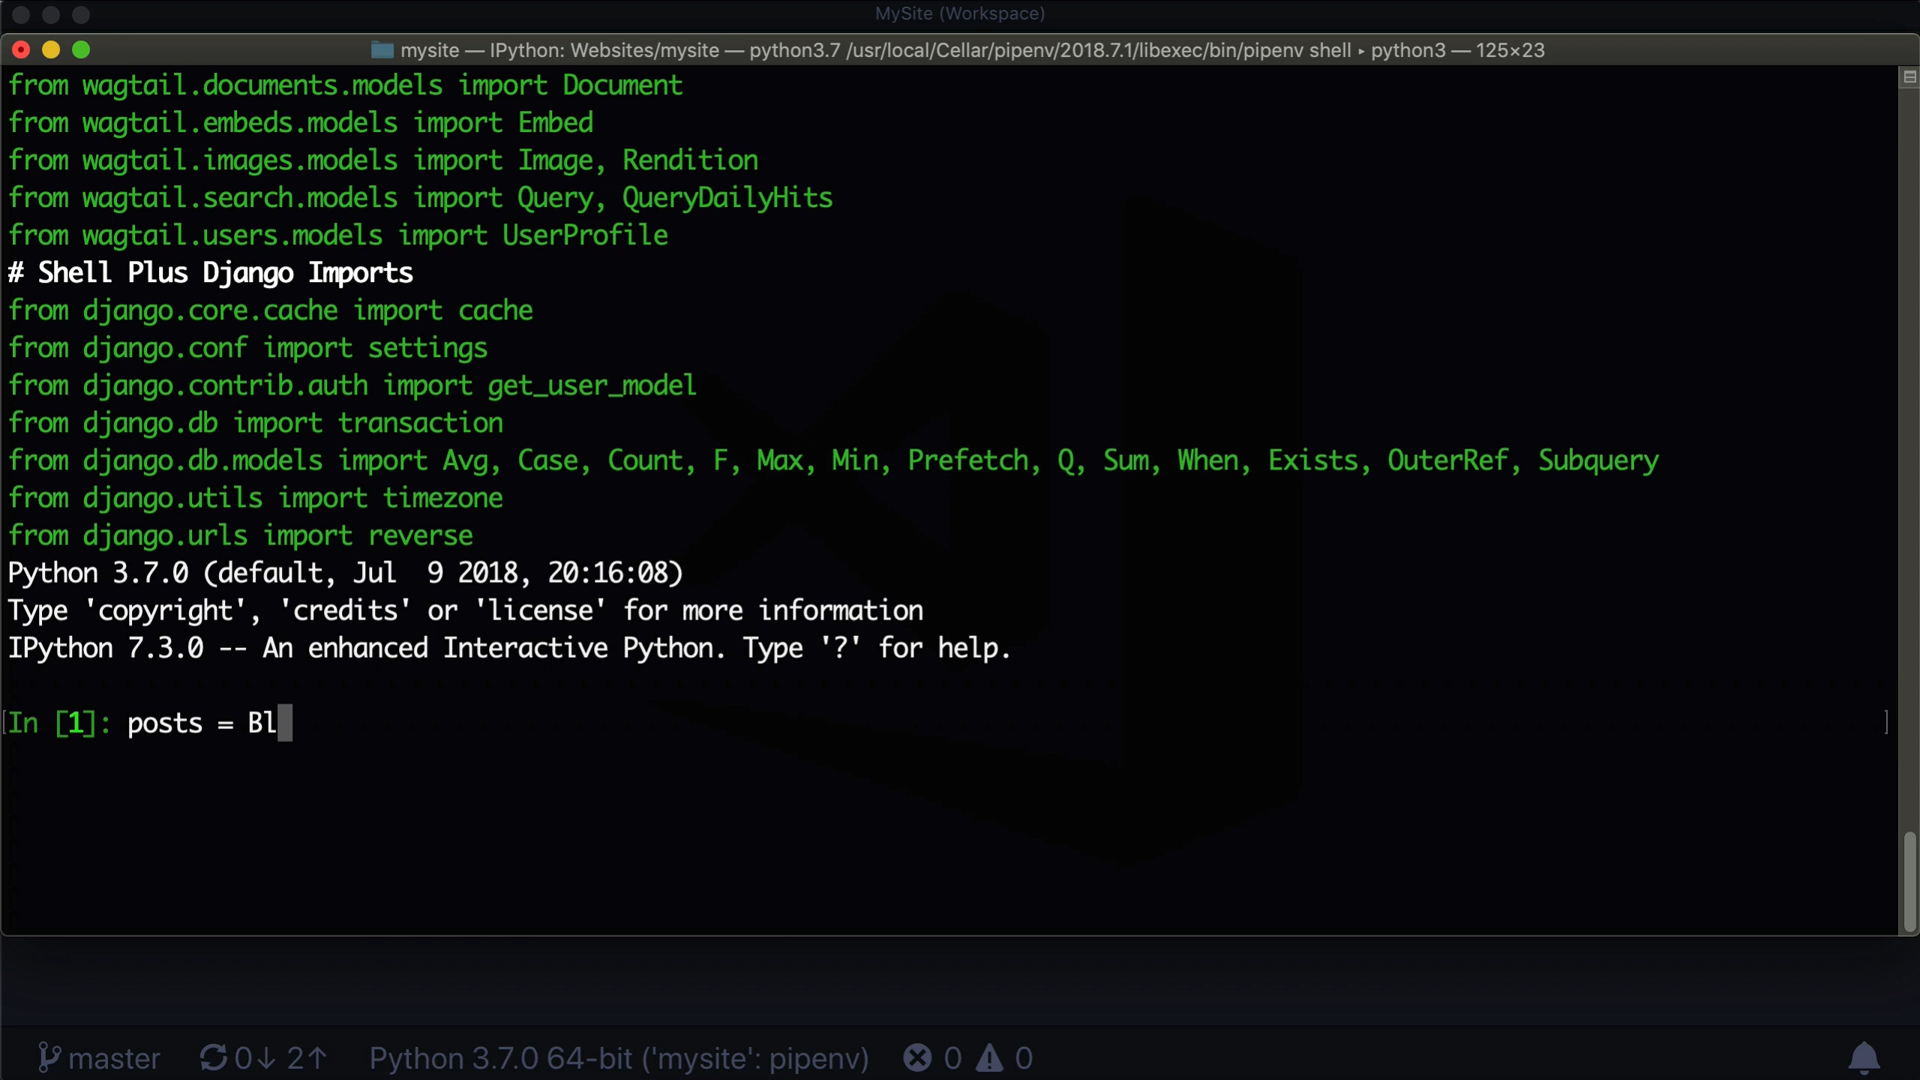 MySite (Workspace)
mysite — IPython: Websites/mysite — python3.7 /usr/local/Cellar/pipenv/2018.7.1/libexec/bin/pipenv shell ▸ python3 — 125×23
from wagtail.documents.models import Document
from wagtail.embeds.models import Embed
from wagtail.images.models import Image, Rendition
from wagtail.search.models import Query, QueryDailyHits
from wagtail.users.models import UserProfile
# Shell Plus Django Imports
from django.core.cache import cache
from django.conf import settings
from django.contrib.auth import get_user_model
from django.db import transaction
from django.db.models import Avg, Case, Count, F, Max, Min, Prefetch, Q, Sum, When, Exists, OuterRef, Subquery
from django.utils import timezone
from django.urls import reverse
Python 3.7.0 (default, Jul  9 2018, 20:16:08)
Type 'copyright', 'credits' or 'license' for more information
IPython 7.3.0 -- An enhanced Interactive Python. Type '?' for help.
[In [1]: posts = Bl ]
master 0↓ 2↑ Python 3.7.0 64-bit ('mysite': pipenv) 0 0